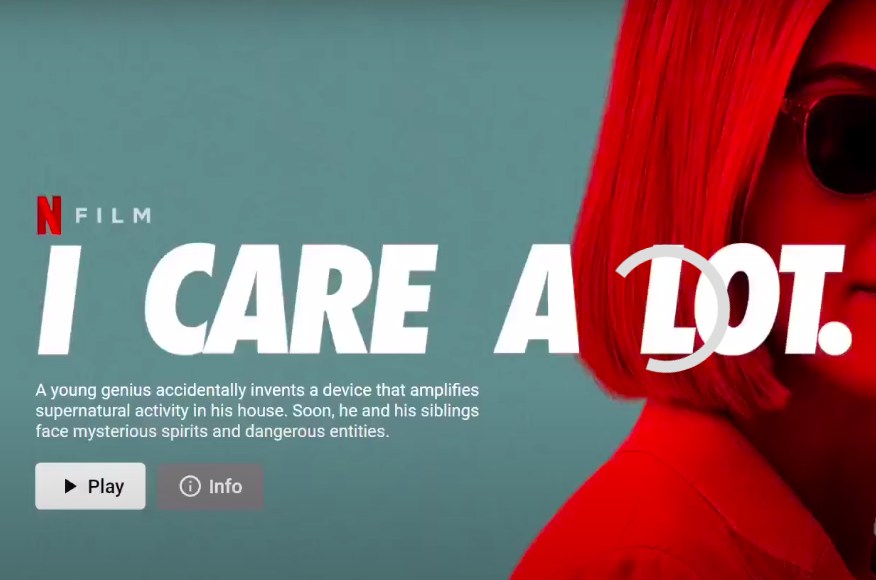 N FILM
I CARE A LOT.
A young genius accidentally invents a device that amplifies
supernatural activity in his house. Soon, he and his siblings
face mysterious spirits and dangerous entities.
Play Info